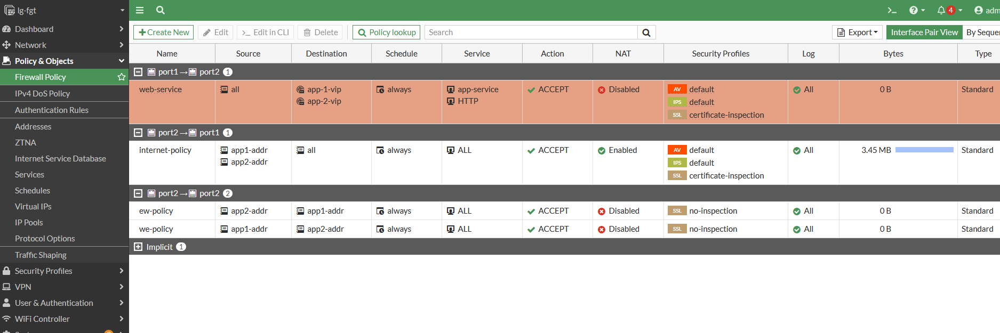 lg-fgt
4
adm
Dashboard
Network
Policy & Objects
Firewall Policy
IPv4 DoS Policy
Authentication Rules
Addresses
ZTNA
Internet Service Database
Services
Schedules
Virtual IPs
IP Pools
Protocol Options
Traffic Shaping
Security Profiles
VPN
User & Authentication
WiFi Controller
+Create New Edit Edit in CLI Delete Policy lookup Search Export Interface Pair View By Sequen
Name Source Destination Schedule Service Action NAT Security Profiles Log Bytes Type
port1→ port2 1
web-service all app-1-vip always app-service ACCEPT Disabled AV default All 0 B Standard
app-2-vip HTTP IPS default
SSL certificate-inspection
port2→ port1 1
internet-policy app1-addr all always ALL ACCEPT Enabled AV default All 3.45 MB Standard
app2-addr IPS default
SSL certificate-inspection
port2→ port2 2
ew-policy app2-addr app1-addr always ALL ACCEPT Disabled SSL no-inspection All 0 B Standard
we-policy app1-addr app2-addr always ALL ACCEPT Disabled SSL no-inspection All 0 B Standard
Implicit 1